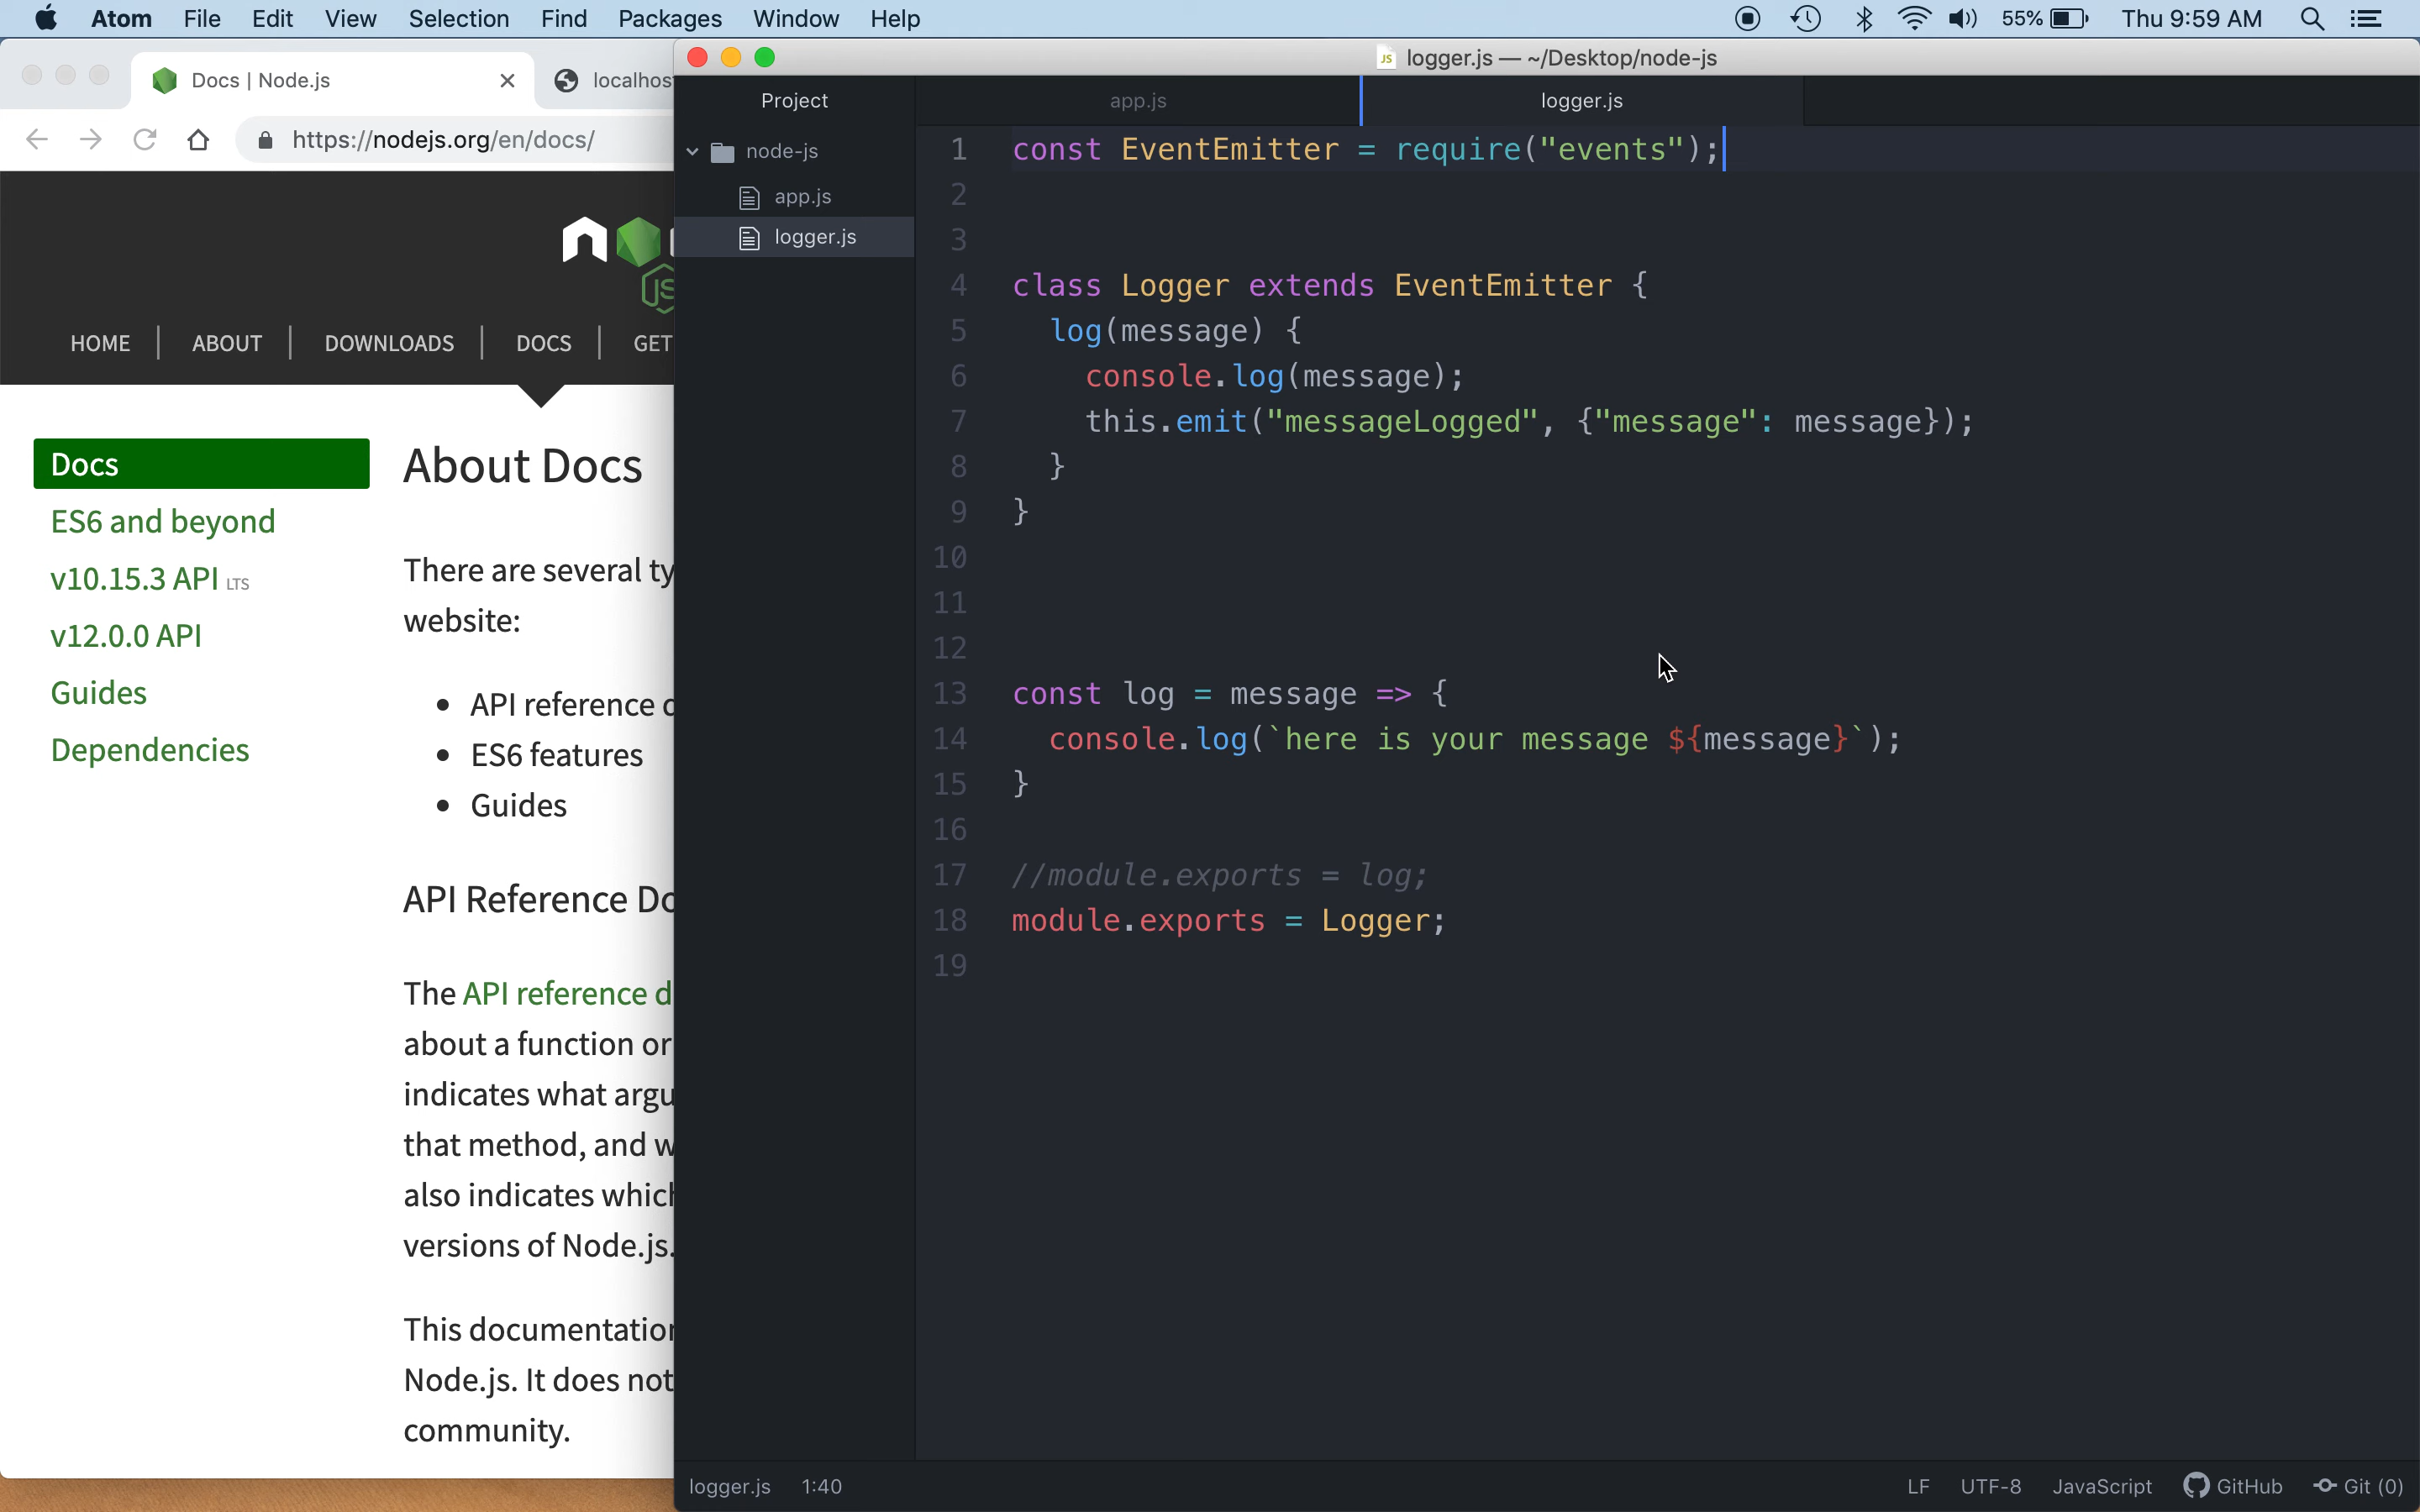 Atom File Edit View Selection Find Packages Window Help 55% Thu 9:59 AM
Docs | Node.js
https://nodejs.org/en/docs/
HOME ABOUT DOWNLOADS DOCS GET
Docs
ES6 and beyond
v10.15.3 API LTS
v12.0.0 API
Guides
Dependencies
About Docs
There are several
website:
API reference
ES6 features
Guides
API Reference
The API reference
about a function or
indicates what
that method, and
also indicates
versions of Node.js.
This
Node.js. It does not
community.
logger.js — ~/Desktop/node-js
Project
node-js
app.js
logger.js
app.js logger.js
1 const EventEmitter = require("events");
2
3
4 class Logger extends EventEmitter {
5 log(message) {
6 console.log(message);
7 this.emit("messageLogged", {"message": message});
8 }
9 }
10
11
12
13 const log = message => {
14 console.log(`here is your message ${message}`);
15 }
16
17 //module.exports = log;
18 module.exports = Logger;
19
logger.js 1:40 LF UTF-8 JavaScript GitHub Git (0)